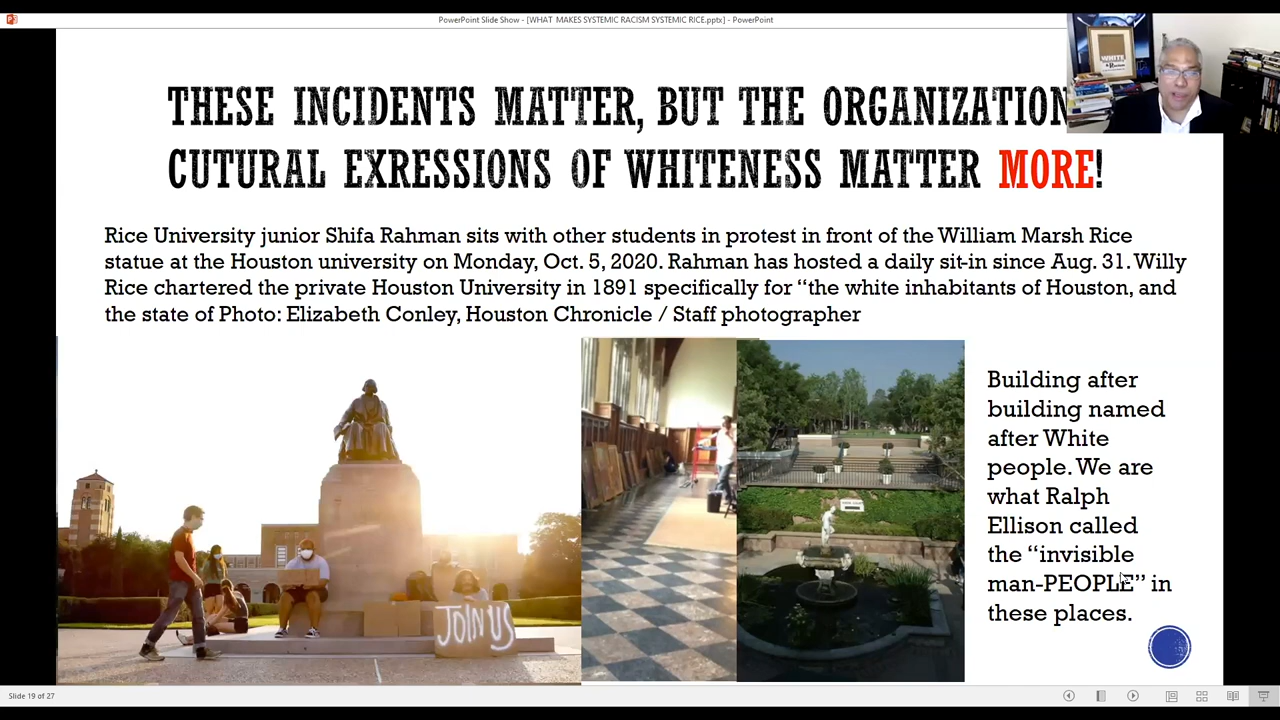 PowerPoint Slide Show - [WHAT MAKES SYSTEMIC RACISM SYSTEMIC RICE.pptx] - PowerPoint
WHITE
THESE INCIDENTS MATTER, BUT THE ORGANIZATION
CUTURAL EXRESSIONS OF WHITENESS MATTER MORE!
Rice University junior Shifa Rahman sits with other students in protest in front of the William Marsh Rice
statue at the Houston university on Monday, Oct. 5, 2020. Rahman has hosted a daily sit-in since Aug. 31. Willy
Rice chartered the private Houston University in 1891 specifically for “the white inhabitants of Houston, and
the state of Photo: Elizabeth Conley, Houston Chronicle / Staff photographer
Building after
building named
after White
people. We are
what Ralph
Ellison called
the “invisible
man-PEOPLE” in
these places.
JOIN US
Slide 19 of 27